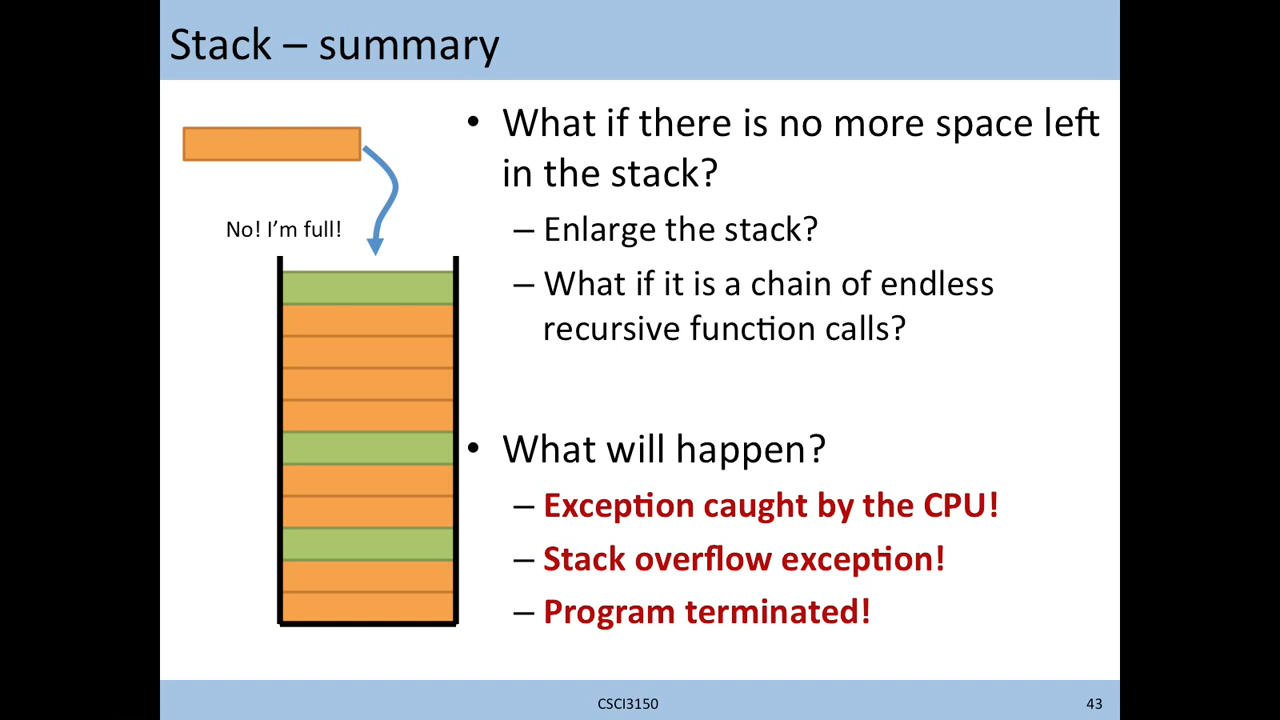 Stack – summary
No! I'm full!
• What if there is no more space left
in the stack?
– Enlarge the stack?
– What if it is a chain of endless
recursive function calls?
• What will happen?
– Exception caught by the CPU!
– Stack overflow exception!
– Program terminated!
CSCI3150
43